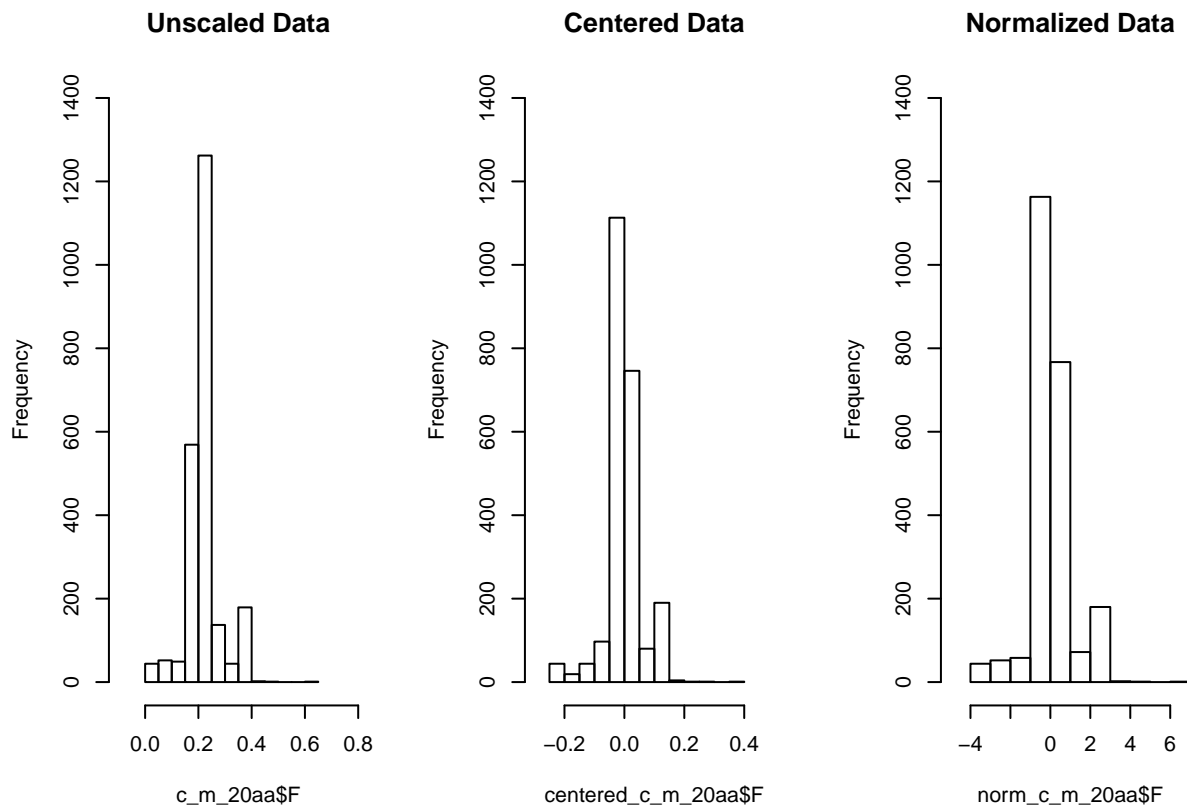 Unscaled Data
Frequency
0 200 400 600 800 1000 1200 1400
0.0 0.2 0.4 0.6 0.8
c_m_20aa$F
Centered Data
Frequency
0 200 400 600 800 1000 1200 1400
−0.2 0.0 0.2 0.4
centered_c_m_20aa$F
Normalized Data
Frequency
0 200 400 600 800 1000 1200 1400
−4 0 2 4 6
norm_c_m_20aa$F